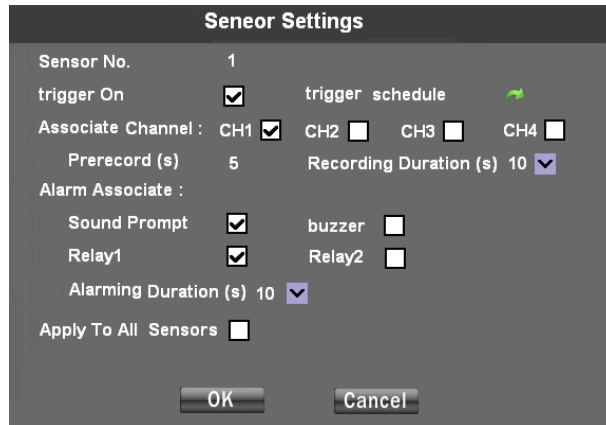 Seneor Settings
Sensor No. 1
trigger On trigger schedule
Associate Channel : CH1 CH2 CH3 CH4
Prerecord (s) 5 Recording Duration (s) 10
Alarm Associate :
Sound Prompt buzzer
Relay1 Relay2
Alarming Duration (s) 10
Apply To All Sensors
OK Cancel